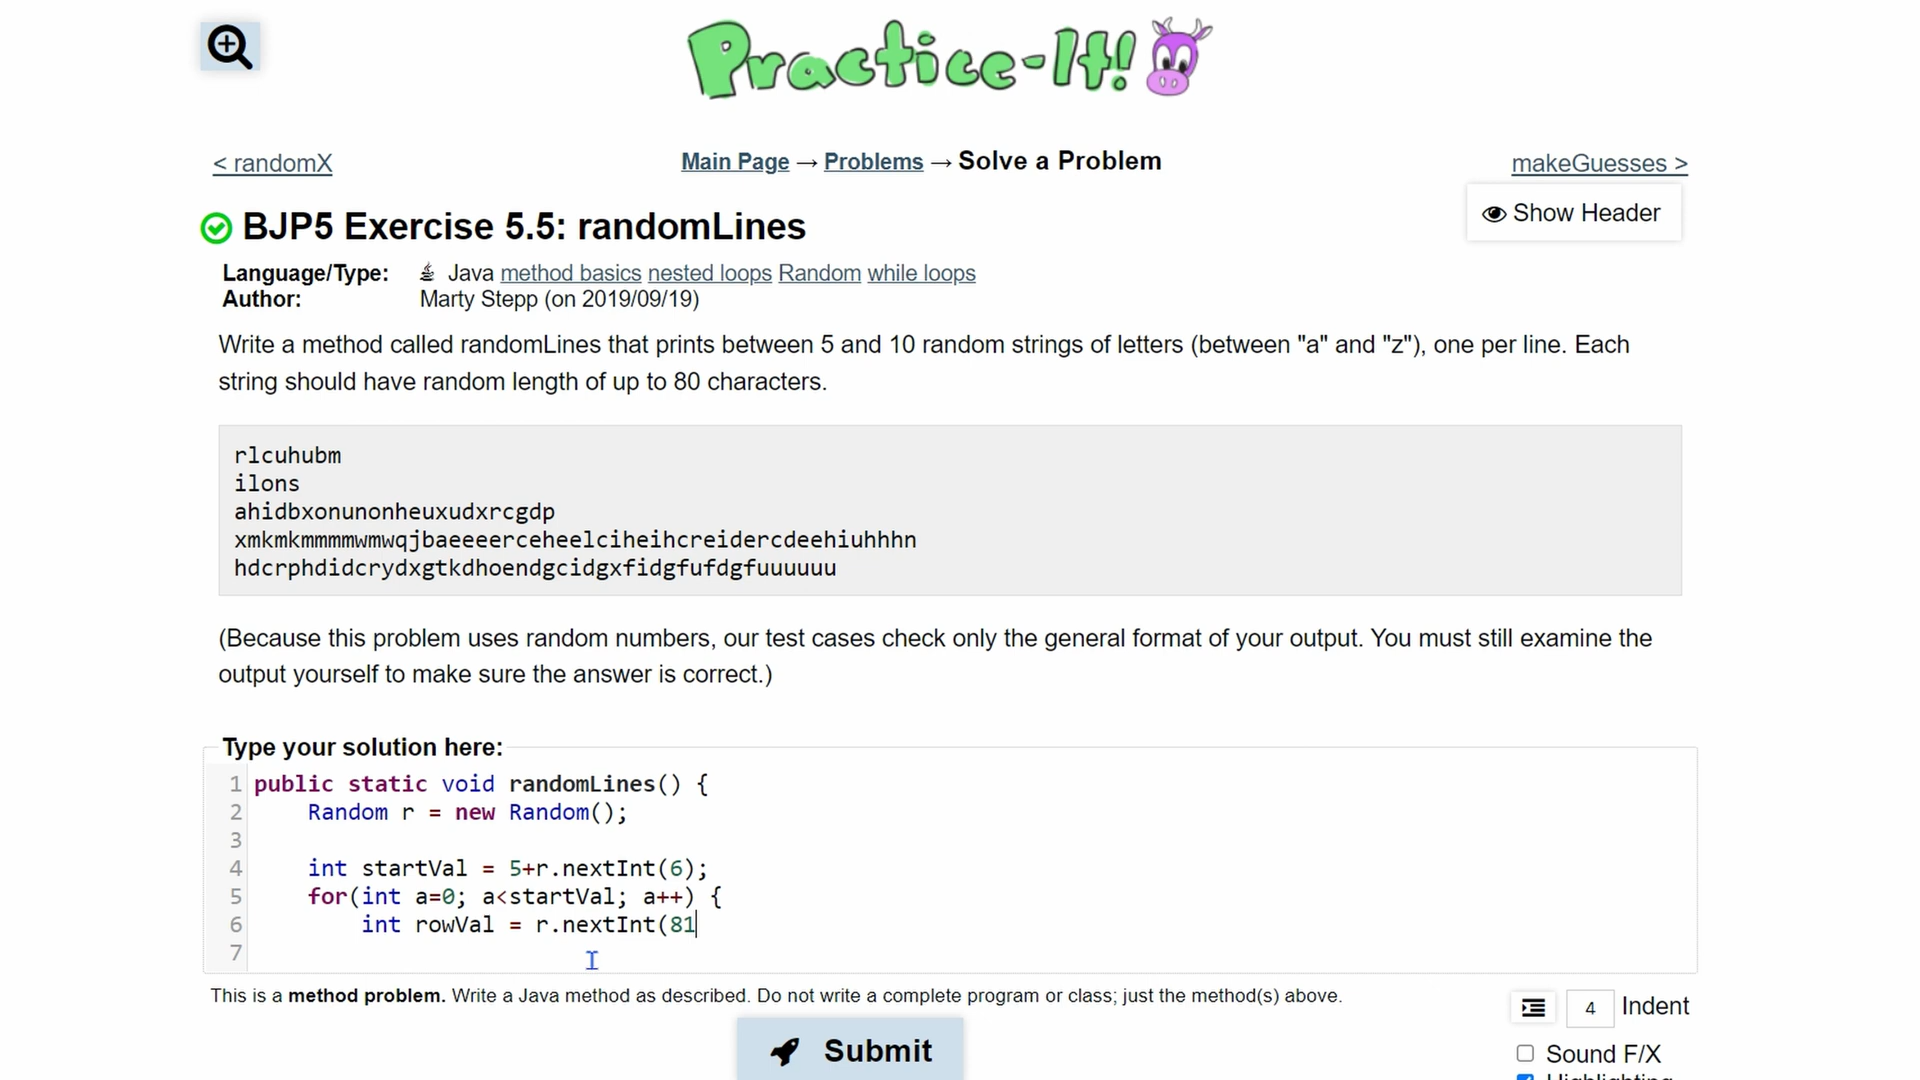 Practice-It!
< randomX
Main Page → Problems → Solve a Problem
makeGuesses >
Show Header
BJP5 Exercise 5.5: randomLines
Language/Type: Java method basics nested loops Random while loops
Author: Marty Stepp (on 2019/09/19)
Write a method called randomLines that prints between 5 and 10 random strings of letters (between "a" and "z"), one per line. Each
string should have random length of up to 80 characters.
rlcuhubm
ilons
ahidbxonunonheuxudxrcgdp
xmkmkmmmmwmwqjbaeeeerceheelciheihcreidercdeehiuhhhn
hdcrphdidcrydxgtkdhoendgcidgxfidgfufdgfuuuuuu
(Because this problem uses random numbers, our test cases check only the general format of your output. You must still examine the
output yourself to make sure the answer is correct.)
Type your solution here:
1 public static void randomLines() {
2     Random r = new Random();
3
4     int startVal = 5+r.nextInt(6);
5     for(int a=0; a<startVal; a++) {
6         int rowVal = r.nextInt(81
7
This is a method problem. Write a Java method as described. Do not write a complete program or class; just the method(s) above.
4 Indent
Submit
Sound F/X
Highlighting